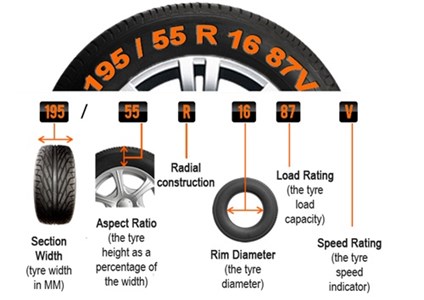 195 / 55 R 16 87V
195 / 55 R 16 87 V
Section
Width
(tyre width
in MM)
Aspect Ratio
(the tyre
height as a
percentage of
the width)
Radial
construction
Rim Diameter
(the tyre
diameter)
Load Rating
(the tyre
load
capacity)
Speed Rating
(the tyre
speed
indicator)